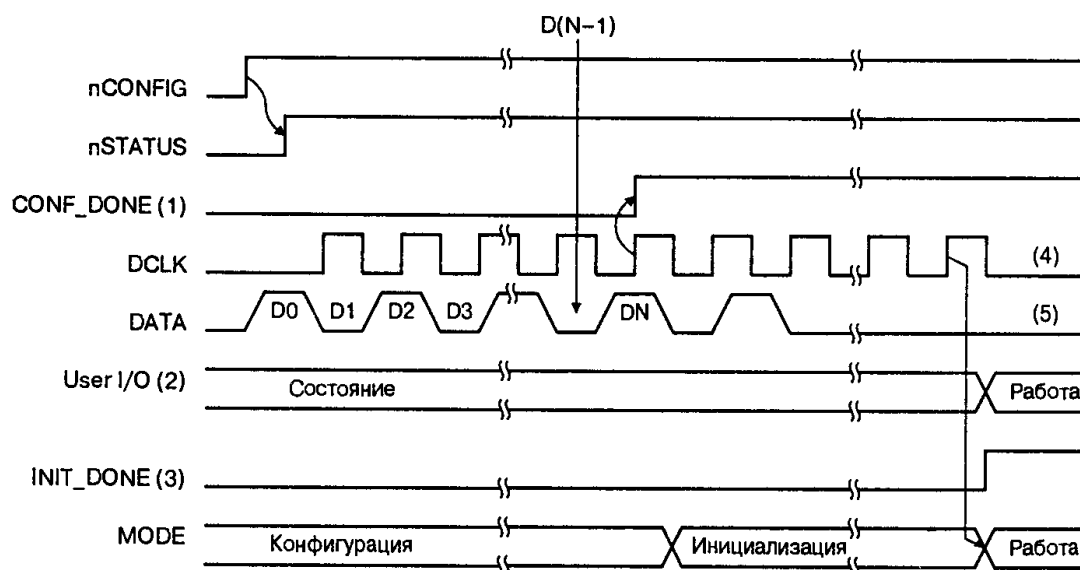 D(N–1)
nCONFIG
nSTATUS
CONF_DONE (1)
DCLK
(4)
DATA
D0 D1 D2 D3 DN
(5)
User I/O (2)
Состояние
Работа
INIT_DONE (3)
MODE
Конфигурация
Инициализация
Работа